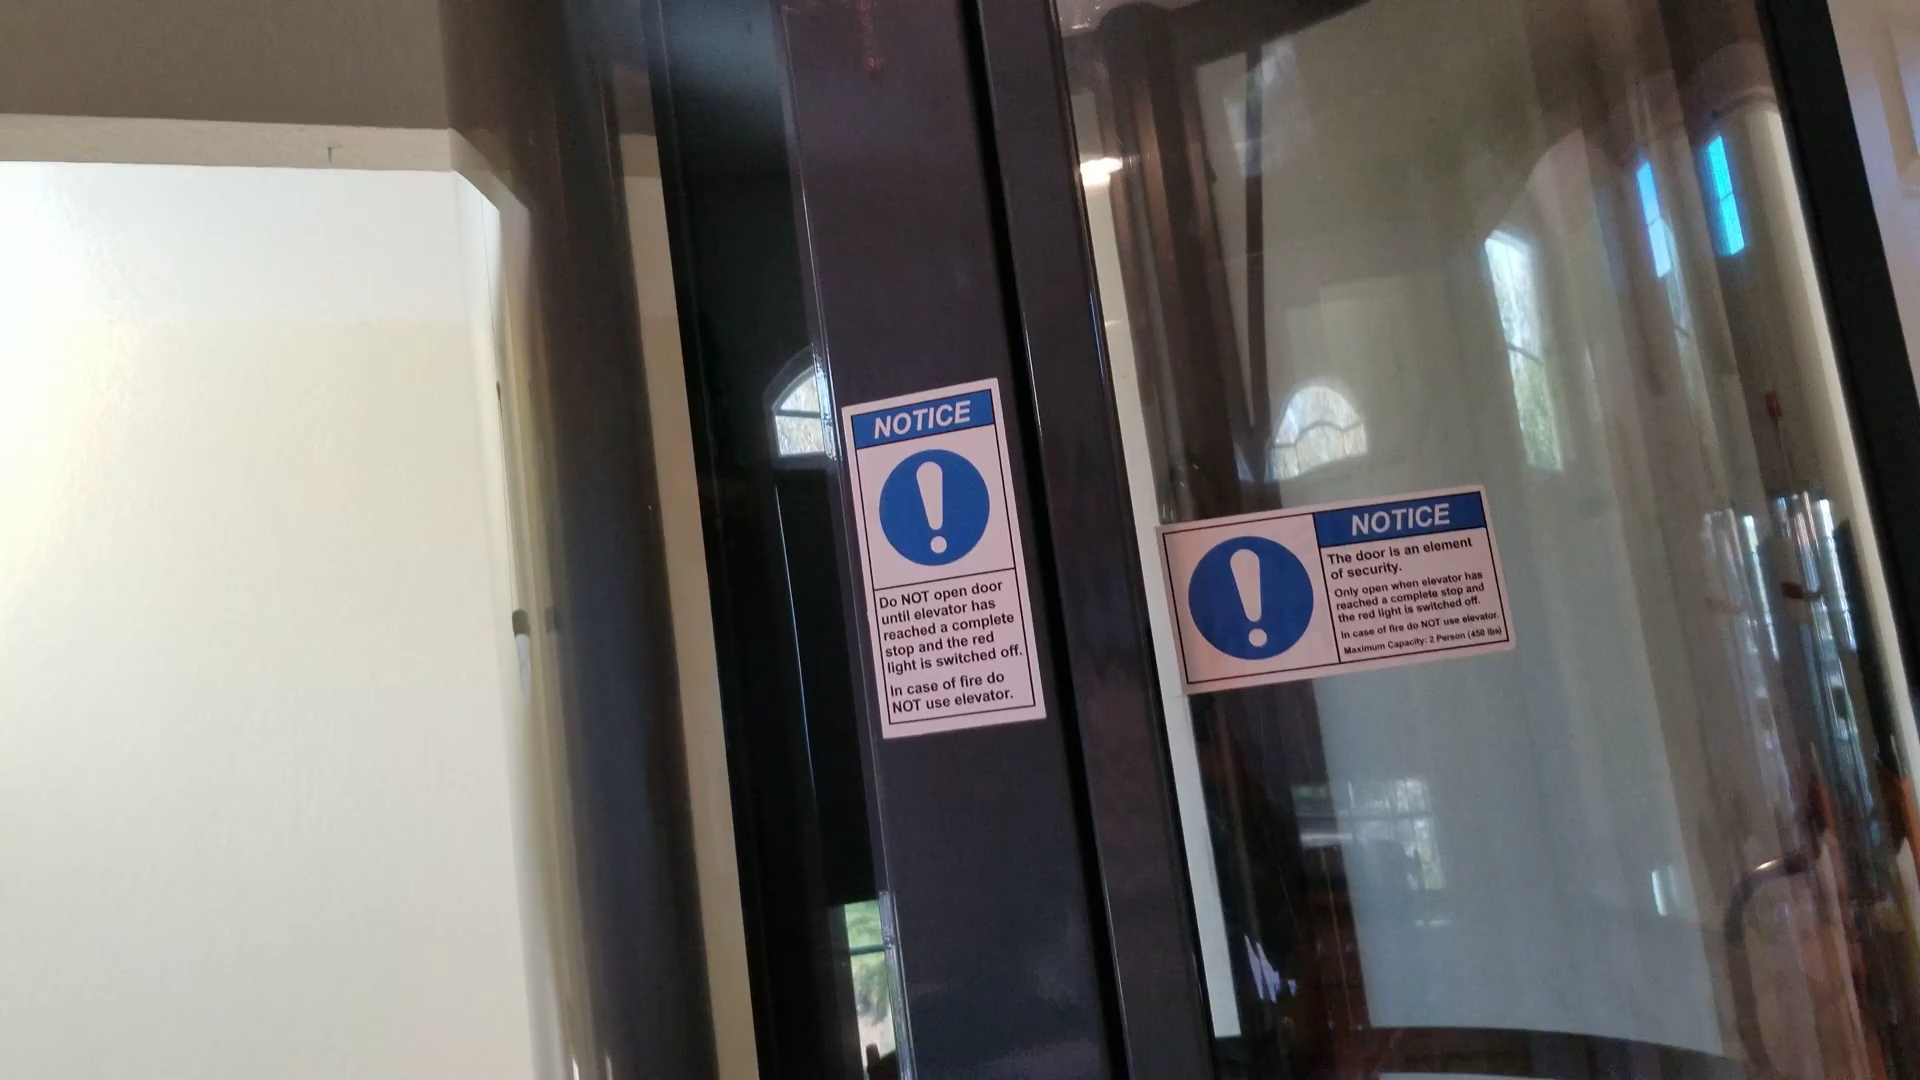 NOTICE
Do NOT open door
until elevator has
reached a complete
stop and the red
light is switched off.
In case of fire do
NOT use elevator.
NOTICE
The door is an element
of security.
Only open when elevator has
reached a complete stop and
the red light is switched off.
In case of fire do NOT use elevator
Maximum Capacity: 2 Person (450 lbs)